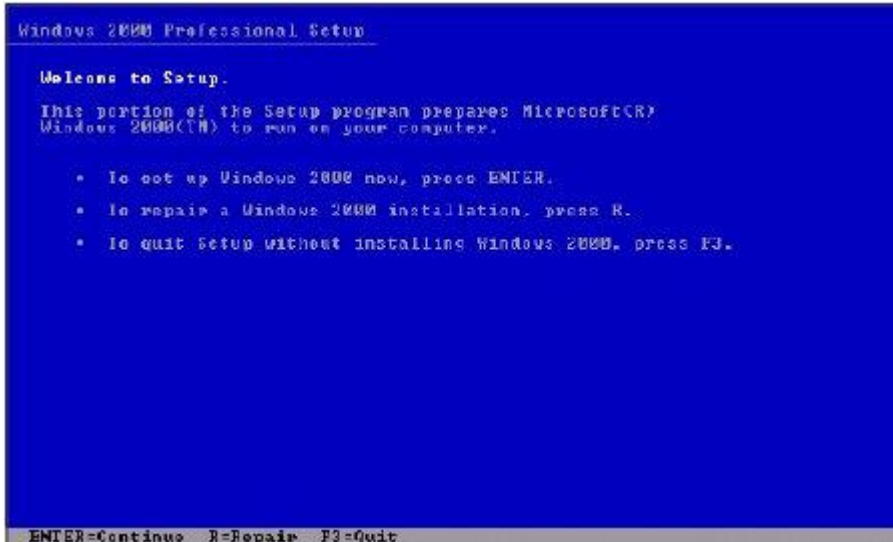 Windows 2000 Professional Setup
Welcome to Setup.
This portion of the Setup program prepares Microsoft(R)
Windows 2000(TM) to run on your computer.
• To set up Windows 2000 now, press ENTER.
• To repair a Windows 2000 installation, press R.
• To quit Setup without installing Windows 2000, press F3.
ENTER=Continue R=Repair F3=Quit